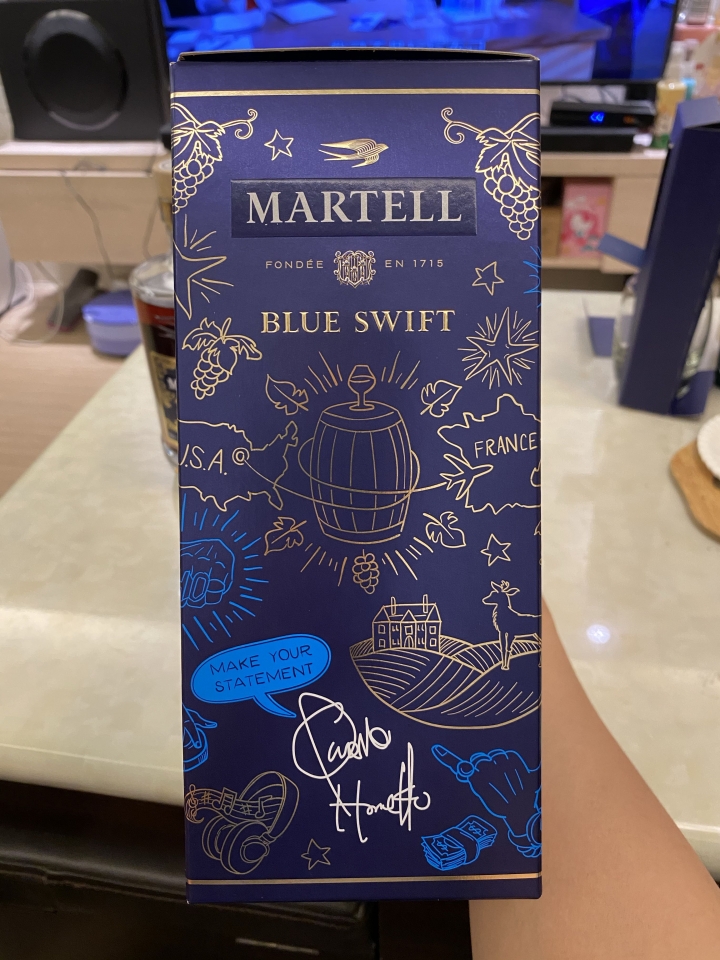 MARTELL
FONDÉE EN 1715
BLUE SWIFT
U.S.A.
FRANCE
MAKE YOUR
STATEMENT